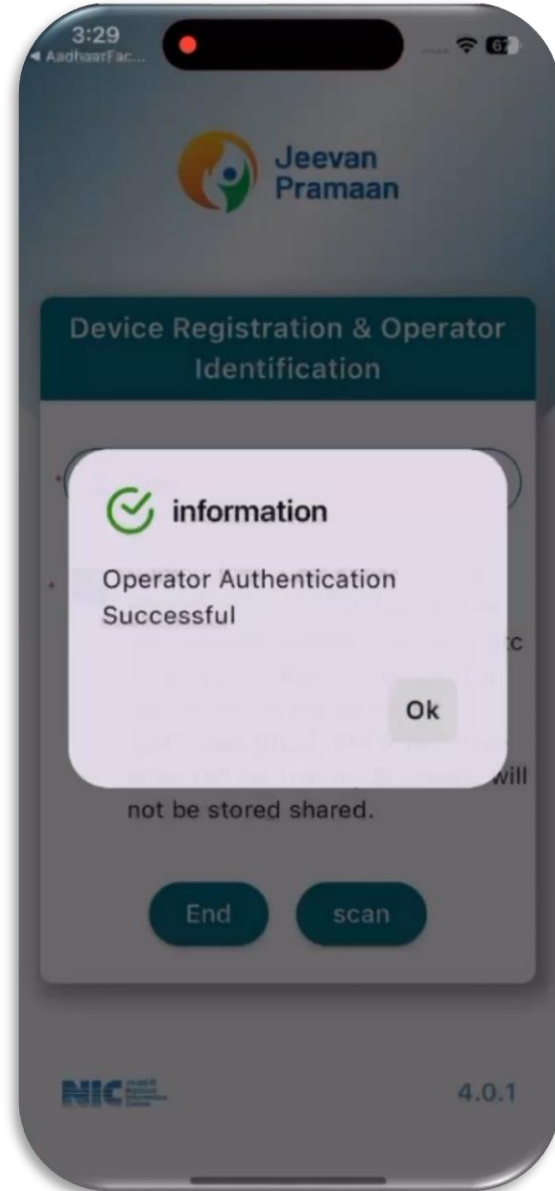 3:29
◀ AadhaarFac...
67
Jeevan
Pramaan
Device Registration & Operator
Identification
information
Operator Authentication
Successful
Ok
will
not be stored shared.
End
scan
NIC
4.0.1